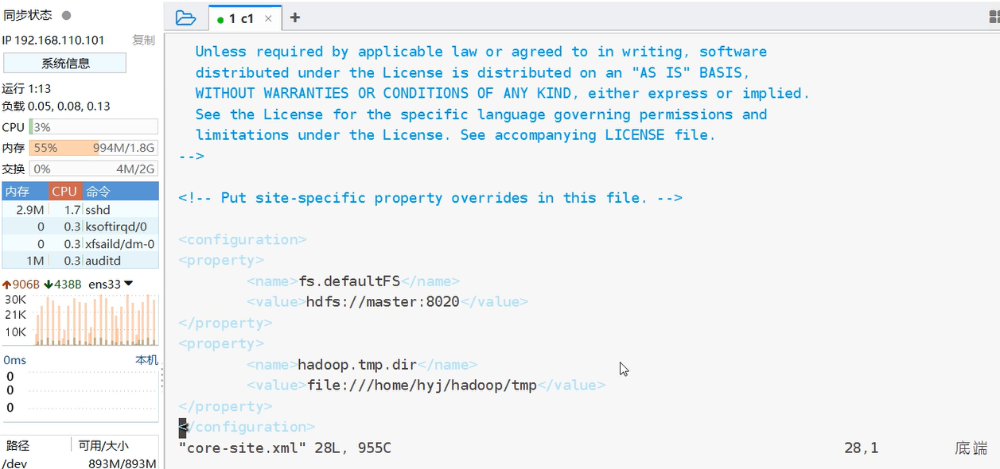 同步状态
IP 192.168.110.101 复制
系统信息
运行 1:13
负载 0.05, 0.08, 0.13
CPU 3%
内存 55% 994M/1.8G
交换 0% 4M/2G
内存 CPU 命令
2.9M 1.7 sshd
0 0.3 ksoftirqd/0
0 0.3 xfsaild/dm-0
1M 0.3 auditd
906B 438B ens33
30K
21K
10K
0ms 本机
0
0
0
路径 可用/大小
/dev 893M/893M
1 c1 × +
Unless required by applicable law or agreed to in writing, software
distributed under the License is distributed on an "AS IS" BASIS,
WITHOUT WARRANTIES OR CONDITIONS OF ANY KIND, either express or implied.
See the License for the specific language governing permissions and
limitations under the License. See accompanying LICENSE file.
-->
<!-- Put site-specific property overrides in this file. -->
<configuration>
<property>
<name>fs.defaultFS</name>
<value>hdfs://master:8020</value>
</property>
<property>
<name>hadoop.tmp.dir</name>
<value>file:///home/hyj/hadoop/tmp</value>
</property>
</configuration>
"core-site.xml" 28L, 955C 28,1 底端